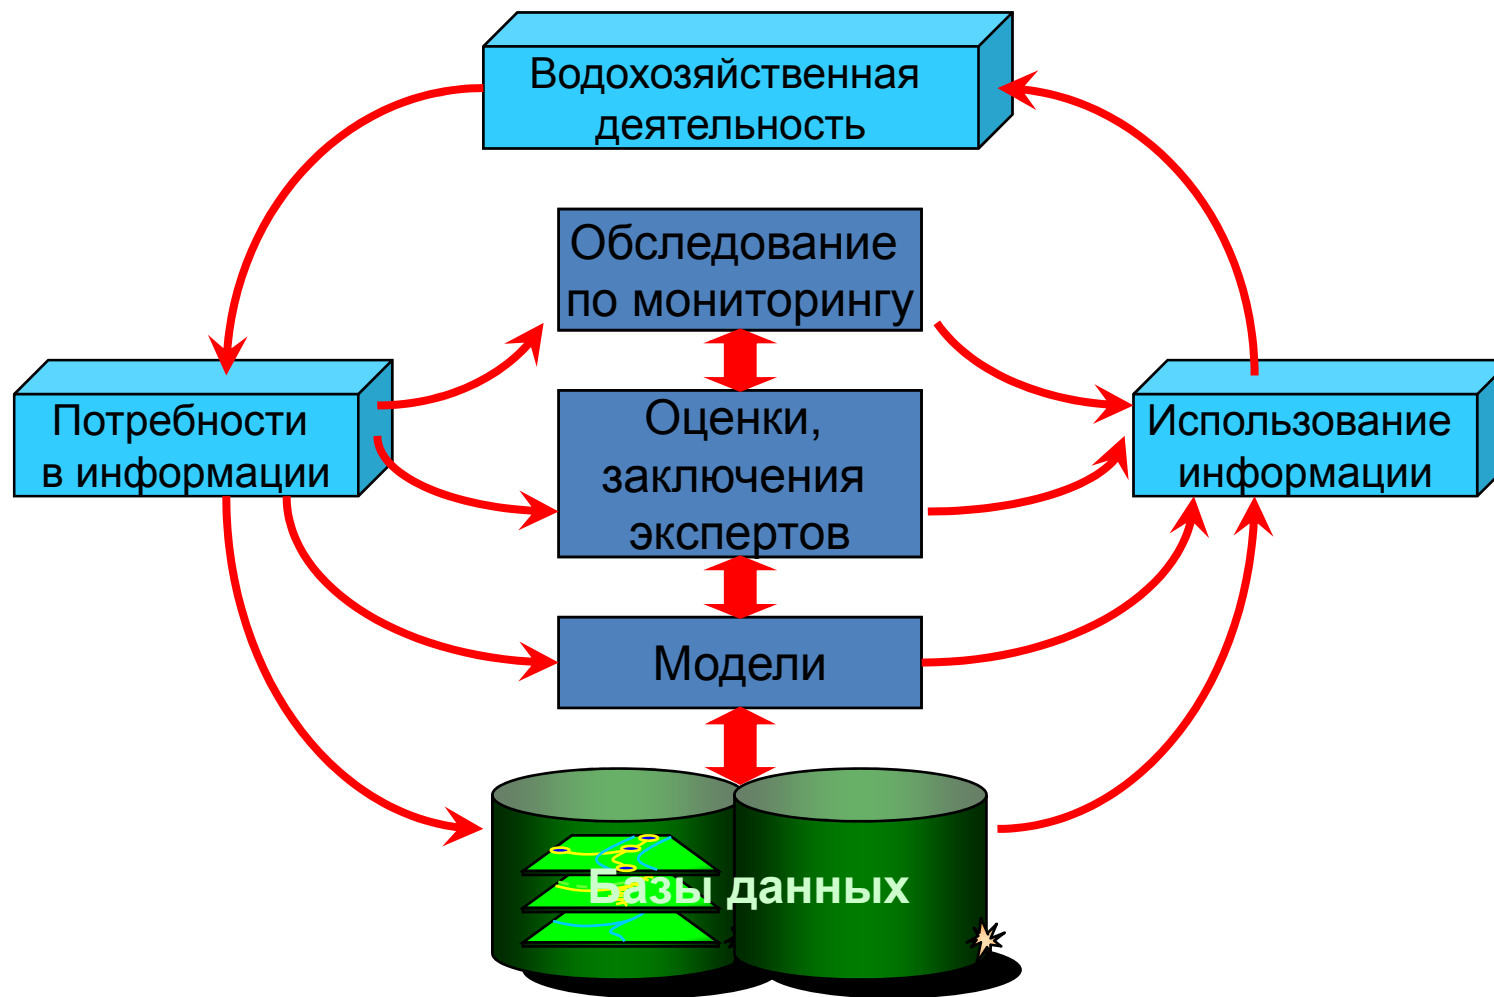 Водохозяйственная
деятельность
Обследование
по мониторингу
Потребности
в информации
Оценки,
заключения
экспертов
Использование
информации
Модели
Базы данных